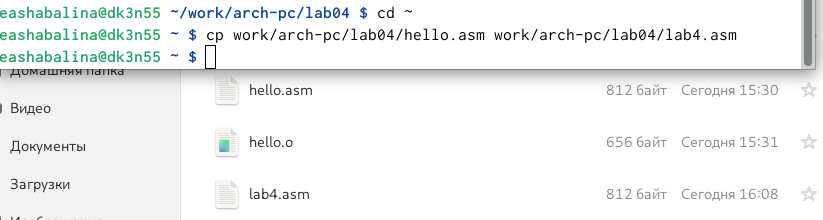 eashabalina@dk3n55 ~/work/arch-pc/lab04 $ cd ~
eashabalina@dk3n55 ~ $ cp work/arch-pc/lab04/hello.asm work/arch-pc/lab04/lab4.asm
eashabalina@dk3n55 ~ $
Домашняя папка
hello.asm 812 байт Сегодня 15:30
Видео
Документы
hello.o 656 байт Сегодня 15:31
Загрузки
lab4.asm 812 байт Сегодня 16:08